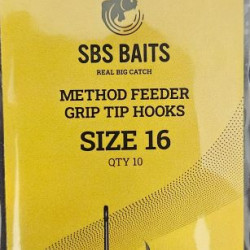 SBS BAITS
REAL BIG CATCH
METHOD FEEDER
GRIP TIP HOOKS
SIZE 16
QTY 10